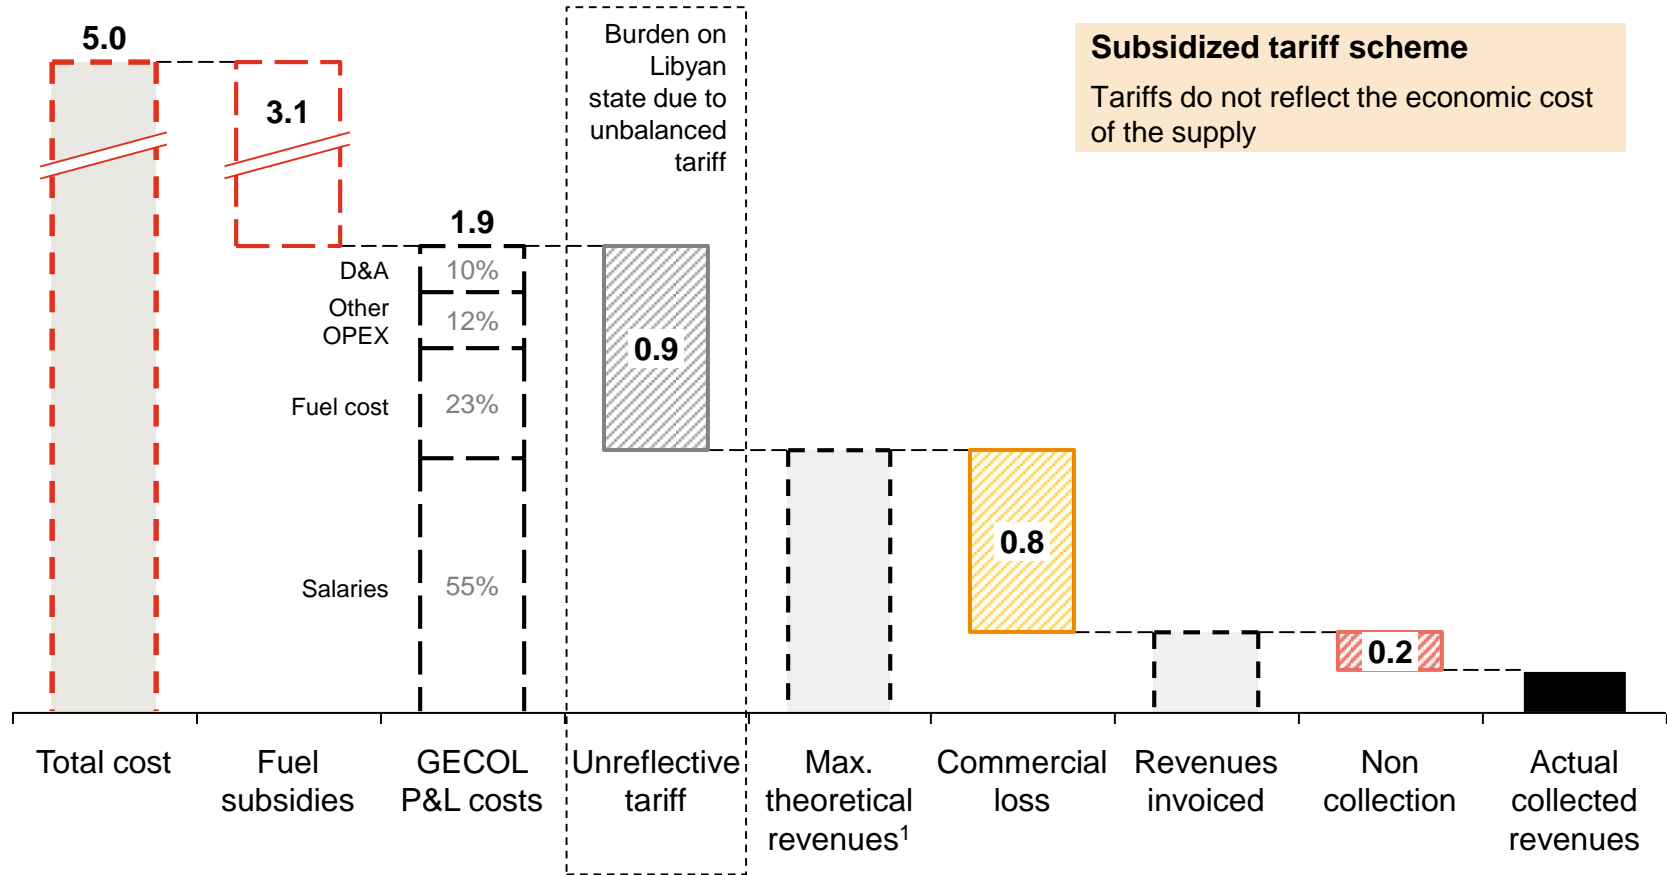 5.0
3.1
1.9
Burden on
Libyan
state due to
unbalanced
tariff
Subsidized tariff scheme
Tariffs do not reflect the economic cost
of the supply
D&A
10%
Other
OPEX
12%
Fuel cost
23%
Salaries
55%
0.9
0.8
0.2
Total cost
Fuel
subsidies
GECOL
P&L costs
Unreflective
tariff
Max.
theoretical
revenues1
Commercial
loss
Revenues
invoiced
Non
collection
Actual
collected
revenues